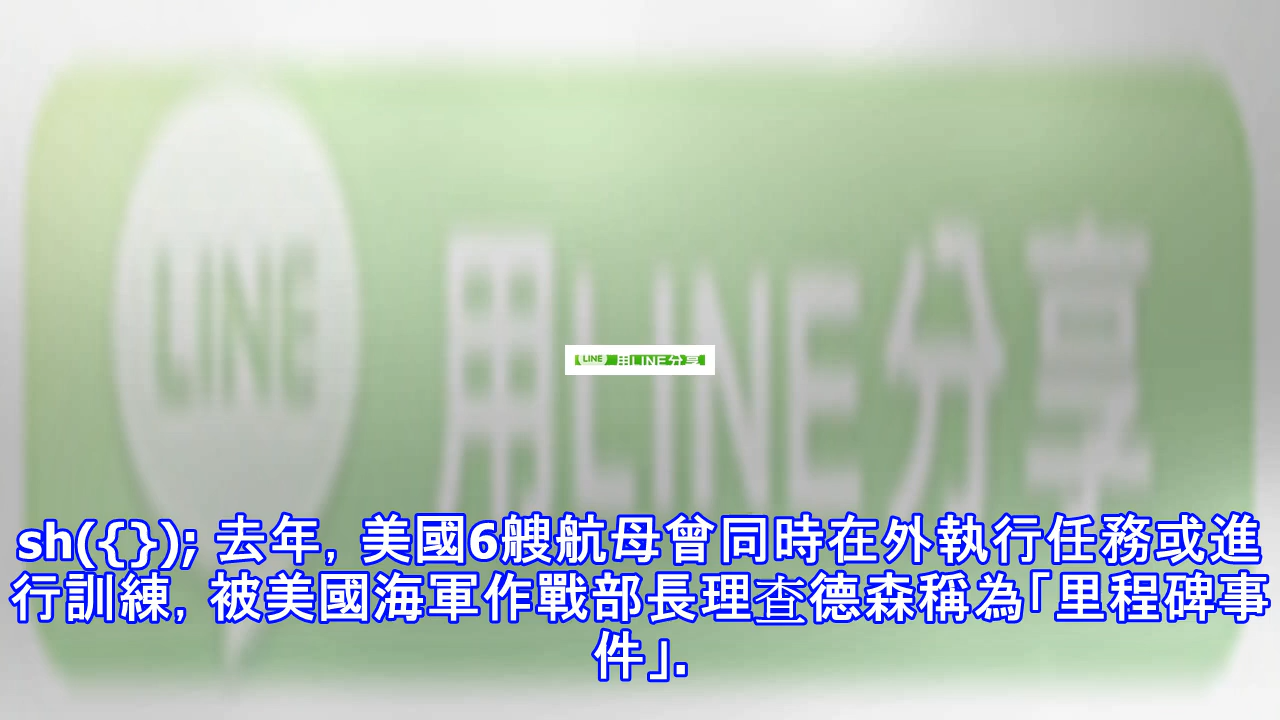 LINE
用LINE分享
LINE 用LINE分享
sh({}); 去年, 美國6艘航母曾同時在外執行任務或進
行訓練, 被美國海軍作戰部長理查德森稱為「里程碑事
件」.